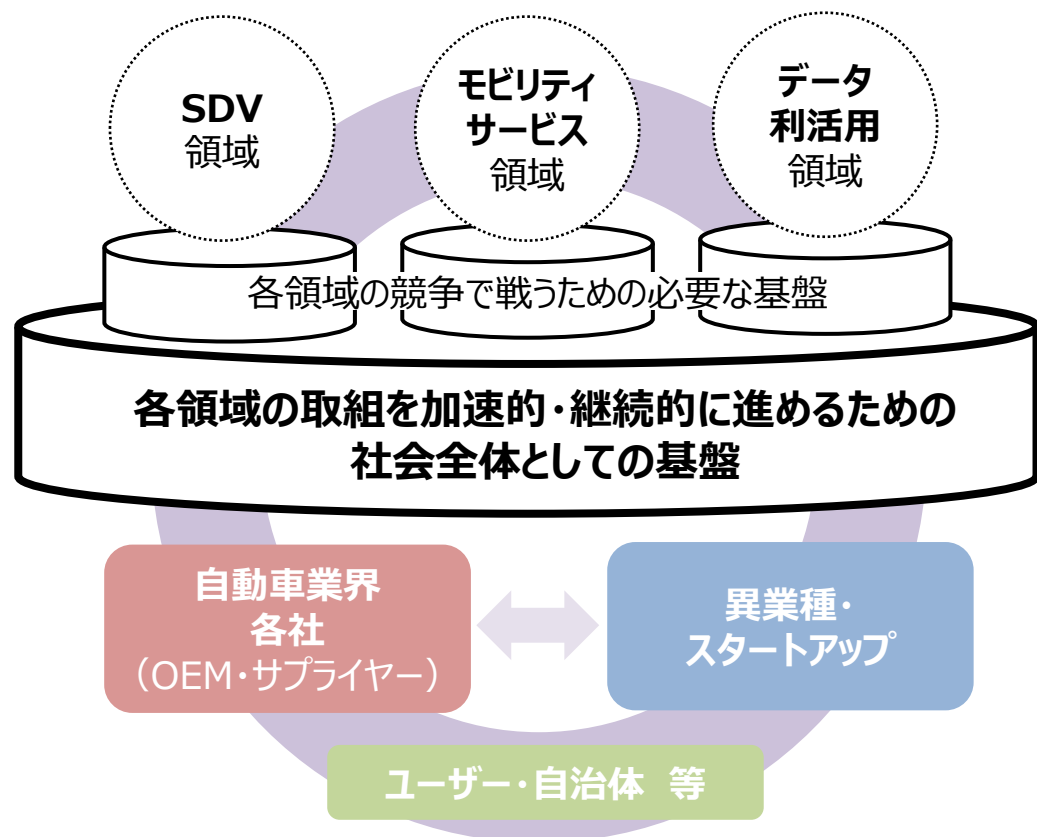 SDV
領域
モビリティ
サービス
領域
データ
利活用
領域
各領域の競争で戦うための必要な基盤
各領域の取組を加速的・継続的に進めるための
社会全体としての基盤
自動車業界
各社
（OEM・サプライヤー）
異業種・
スタートアップ
ユーザー・自治体　等